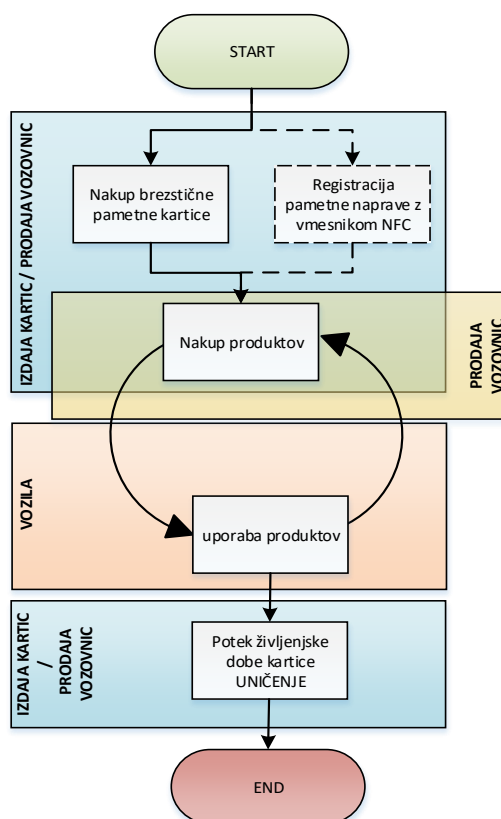 START
IZDAJA KARTIC / PRODAJA VOZOVNIC
Nakup brezstične
pametne kartice
Registracija
pametne naprave z
vmesnikom NFC
Nakup produktov
PRODAJA
VOZOVNIC
VOZILA
uporaba produktov
IZDAJA KARTIC
/
PRODAJA
VOZOVNIC
Potek življenjske
dobe kartice
UNIČENJE
END